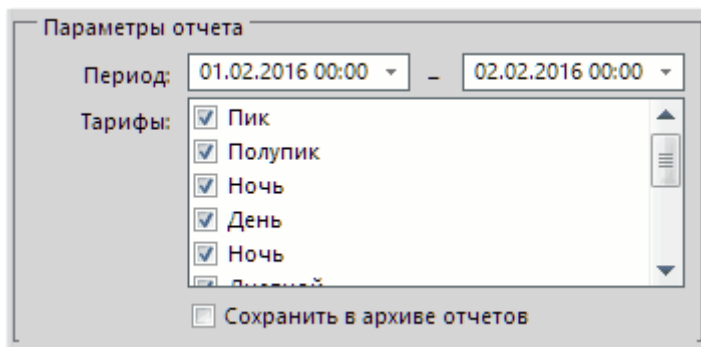 Параметры отчета
Период: 01.02.2016 00:00 – 02.02.2016 00:00
Тарифы: Пик
Полупик
Ночь
День
Ночь
Сохранить в архиве отчетов